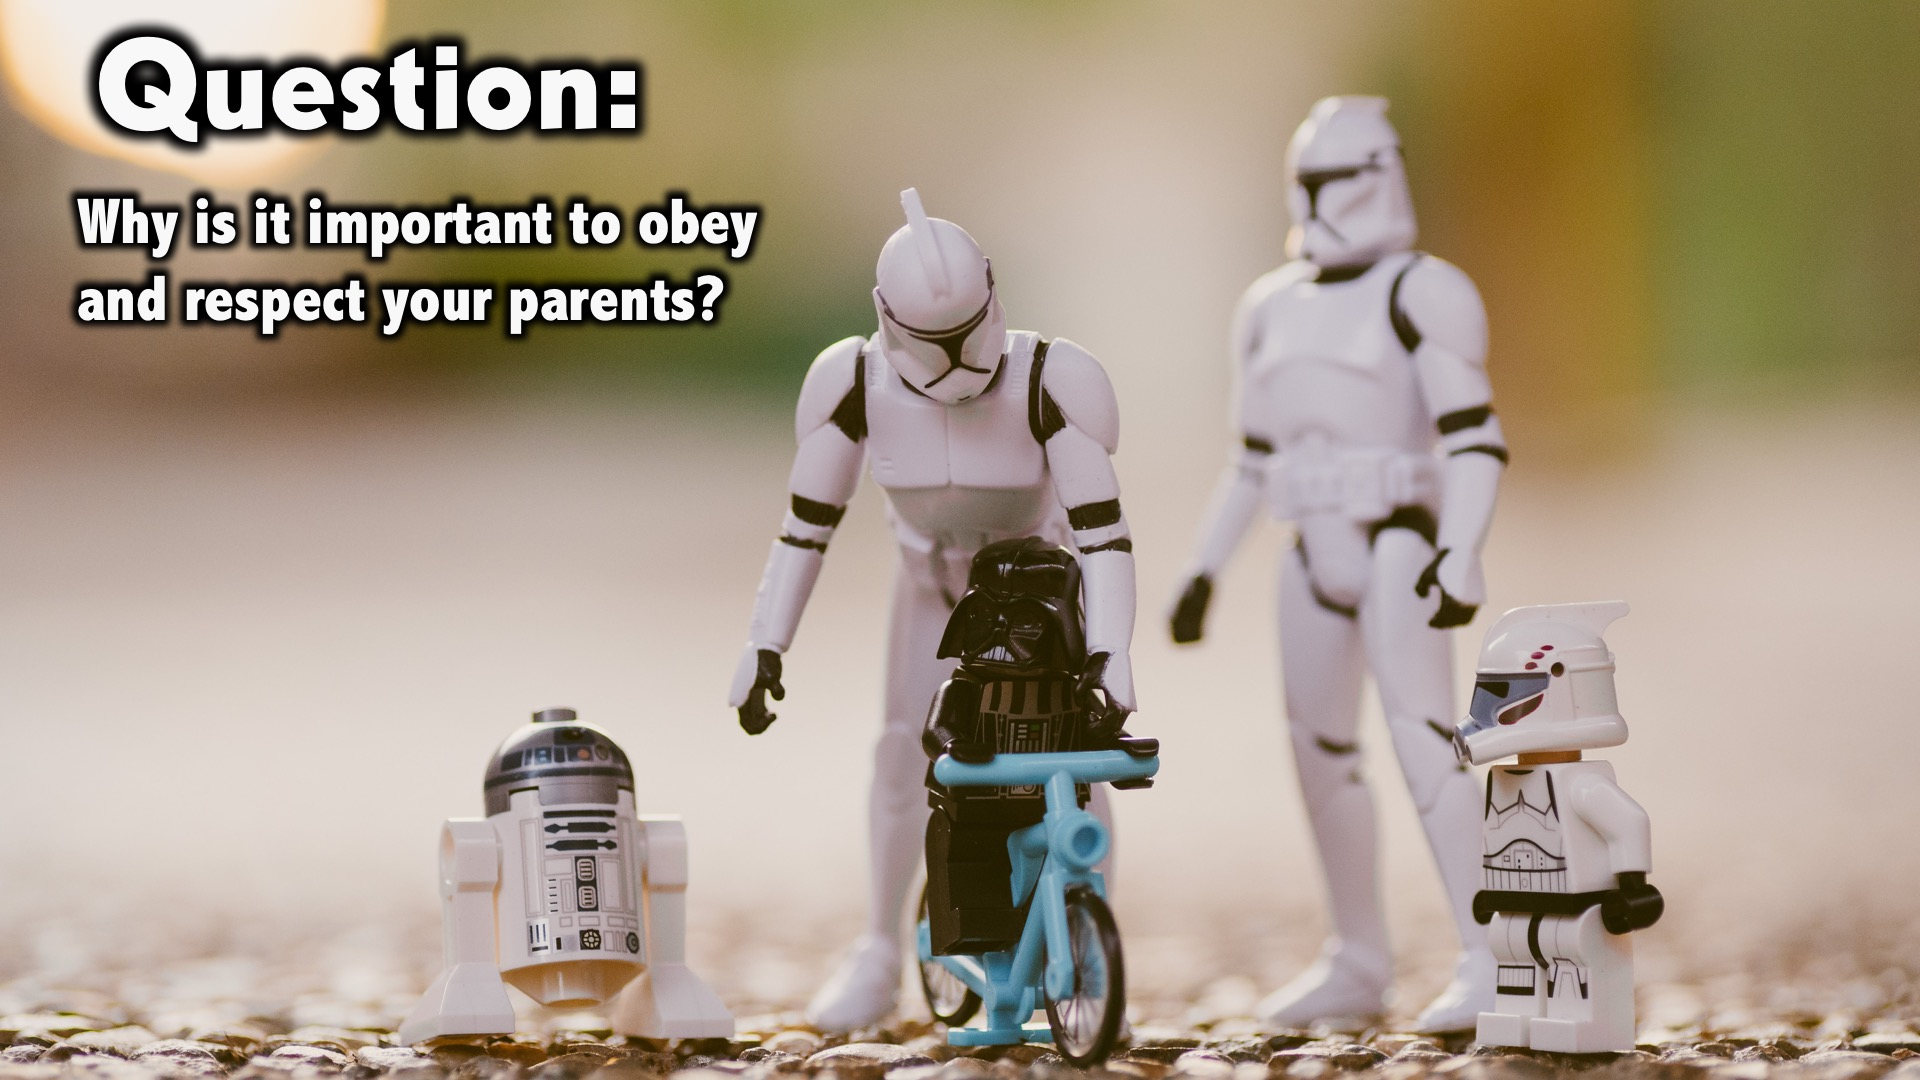 Question:
Why is it important to obey
and respect your parents?